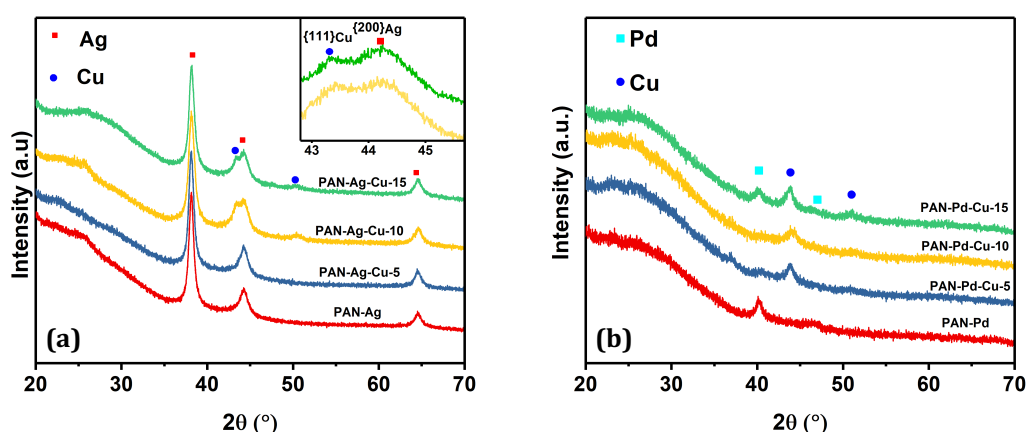 Intensity (a.u)
Ag
Cu
{111}Cu
{200}Ag
43 44 45
PAN-Ag-Cu-15
PAN-Ag-Cu-10
PAN-Ag-Cu-5
PAN-Ag
(a)
20 30 40 50 60 70
2θ (°)
Intensity (a.u.)
Pd
Cu
PAN-Pd-Cu-15
PAN-Pd-Cu-10
PAN-Pd-Cu-5
PAN-Pd
(b)
20 30 40 50 60 70
2θ (°)